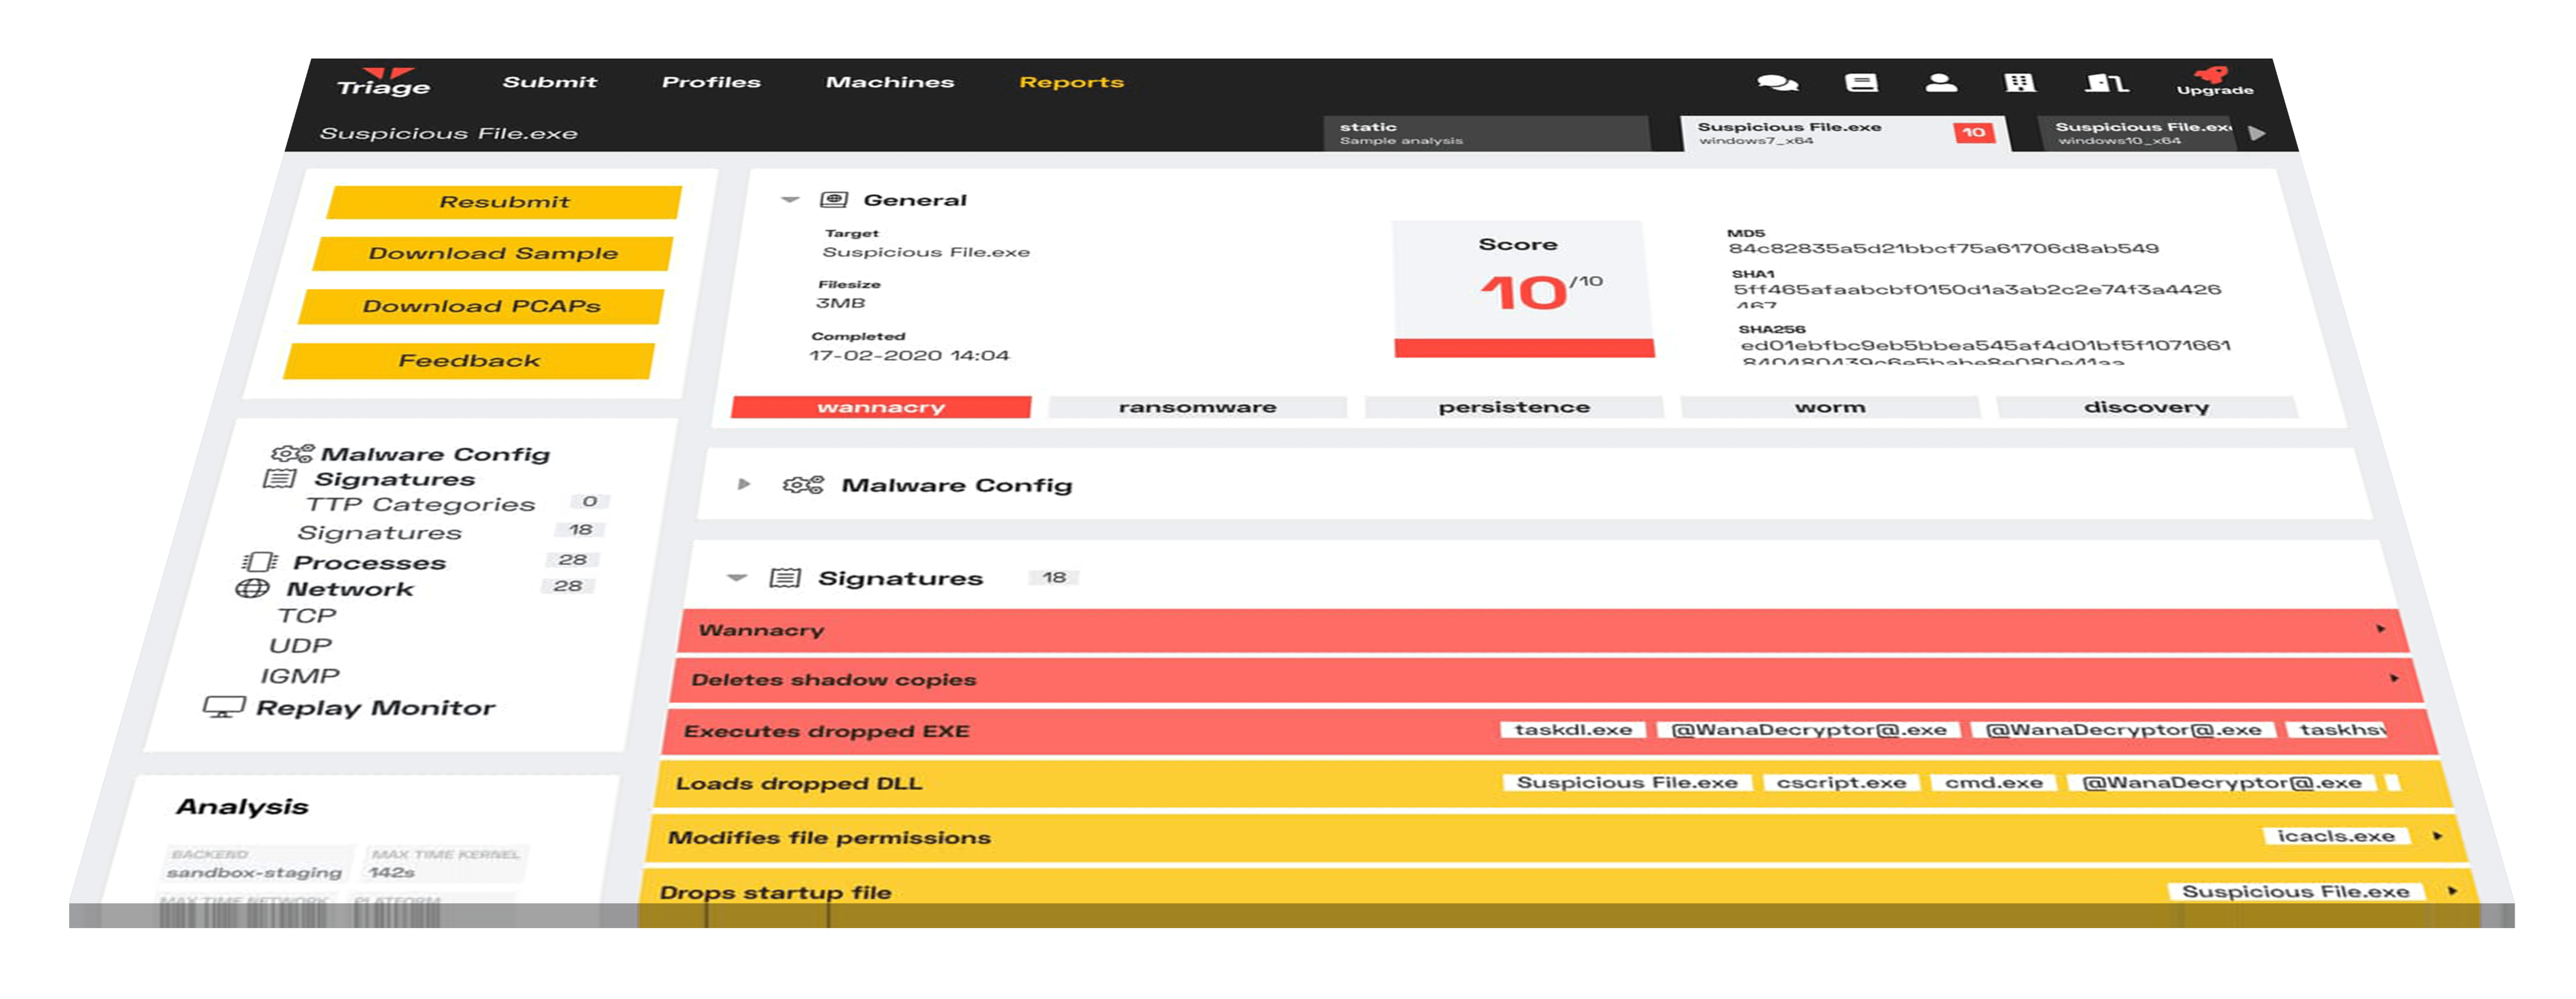 Triage
Submit
Profiles
Machines
Reports
Upgrade
Suspicious File.exe
static
Sample analysis
Suspicious File.exe
windows7_x64
10
Suspicious File.ex
windows10_x64
Resubmit
Download Sample
Download PCAPs
Feedback
Malware Config
Signatures
TTP Categories 0
Signatures 18
Processes 28
Network 28
TCP
UDP
IGMP
Replay Monitor
Analysis
BACKEND
sandbox-staging
MAX TIME KERNEL
142s
MAX TIME NETWORK
PLATFORM
General
Target
Suspicious File.exe
Filesize
3MB
Completed
17-02-2020 14:04
Score
10/10
MD5
84c82835a5d21bbcf75a61706d8ab549
SHA1
5ff465afaabcbf0150d1a3ab2c2e74f3a4426
467
SHA256
ed01ebfbc9eb5bbea545af4d01bf5f1071661
840480439c6e5babe8e080e41aa
wannacry
ransomware
persistence
worm
discovery
Malware Config
Signatures 18
Wannacry
Deletes shadow copies
Executes dropped EXE
taskdl.exe
@WanaDecryptor@.exe
@WanaDecryptor@.exe
taskhs
Loads dropped DLL
Suspicious File.exe
cscript.exe
cmd.exe
@WanaDecryptor@.exe
Modifies file permissions
icacls.exe
Drops startup file
Suspicious File.exe